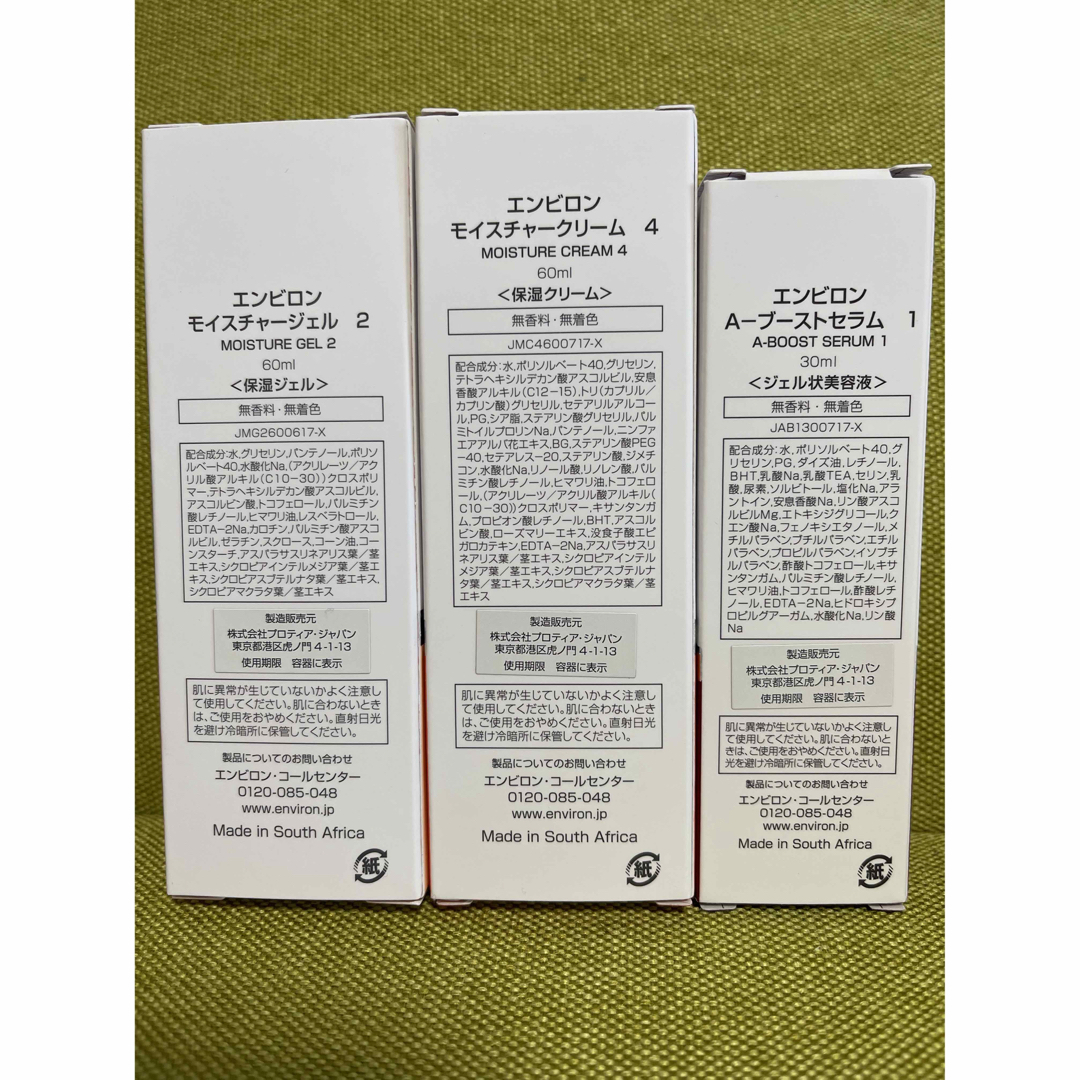 エンビロン
モイスチャージェル 2
MOISTURE GEL 2
60ml
<保湿ジェル>
無香料・無着色
JMG2600617-X
配合成分:水,グリセリン,パンテノール,ポリソ
ルベート40,水酸化Na,(アクリレーツ/アク
リル酸アルキル(C10-30))クロスポリ
マー,テトラヘキシルデカン酸アスコルビル,
アスコルビン酸,トコフェロール,パルミチン
酸レチノール,ヒマワリ油,レスベラトロール,
EDTA-2Na,カロチン,パルミチン酸アスコ
ルビル,ゼラチン,スクロース,コーン油,コ
ーンスターチ,アスパラサスリネアリス葉/茎
エキス,シクロピアインテルメジア葉/茎エキ
ス,シクロピアスブテルナタ葉/茎エキス,
シクロピアマクラタ葉/茎エキス
製造販売元
株式会社プロティア・ジャパン
東京都港区虎ノ門 4-1-13
使用期限 容器に表示
肌に異常が生じていないかよく注意し
て使用してください。肌に合わないとき
は、ご使用をおやめください。直射日光
を避け冷暗所に保管してください。
製品についてのお問い合わせ
エンビロン・コールセンター
0120-085-048
www.environ.jp
Made in South Africa
紙
エンビロン
モイスチャークリーム 4
MOISTURE CREAM 4
60ml
<保湿クリーム>
無香料・無着色
JMC4600717-X
配合成分:水,ポリソルベート40,グリセリン,
テトラヘキシルデカン酸アスコルビル,安息
香酸アルキル(C12-15),トリ(カプリル/
カプリン酸)グリセリル,セテアリルアルコー
ル,PG,シア脂,ステアリン酸グリセリル,パル
ミトイルプロリンNa,パンテノール,ニンファ
エアアルバ花エキス,BG,ステアリン酸PEG
-40,セテアレス-20,ステアリン酸,ジメチ
コン,水酸化Na,リノール酸,リノレン酸,パル
ミチン酸レチノール,ヒマワリ油,トコフェロ
ール,(アクリレーツ/アクリル酸アルキル(
C10-30))クロスポリマー,キサンタンガ
ム,プロピオン酸レチノール,BHT,アスコル
ビン酸,ローズマリーエキス,没食子酸エピ
ガロカテキン,EDTA-2Na,アスパラサスリ
ネアリス葉/茎エキス,シクロピアインテル
メジア葉/茎エキス,シクロピアスブテルナ
タ葉/茎エキス,シクロピアマクラタ葉/茎
エキス
製造販売元
株式会社プロティア・ジャパン
東京都港区虎ノ門 4-1-13
使用期限 容器に表示
肌に異常が生じていないかよく注意し
て使用してください。肌に合わないとき
は、ご使用をおやめください。直射日光
を避け冷暗所に保管してください。
製品についてのお問い合わせ
エンビロン・コールセンター
0120-085-048
www.environ.jp
Made in South Africa
紙
エンビロン
A-ブーストセラム 1
A-BOOST SERUM 1
30ml
<ジェル状美容液>
無香料・無着色
JAB1300717-X
配合成分:水,ポリソルベート40,グ
リセリン,PG,ダイズ油,レチノール,
BHT,乳酸Na,乳酸TEA,セリン,乳
酸,尿素,ソルビトール,塩化Na,アラ
ントイン,安息香酸Na,リン酸アスコ
ルビルMg,エトキシジグリコール,ク
エン酸Na,フェノキシエタノール,メ
チルパラベン,ブチルパラベン,エチル
パラベン,プロピルパラベン,イソブチ
ルパラベン,酢酸トコフェロール,キサ
ンタンガム,パルミチン酸レチノール,
ヒマワリ油,トコフェロール,酢酸レチ
ノール,EDTA-2Na,ヒドロキシプ
ロピルグアーガム,水酸化Na,リン酸
Na
製造販売元
株式会社プロティア・ジャパン
東京都港区虎ノ門 4-1-13
使用期限 容器に表示
肌に異常が生じていないかよく注意し
て使用してください。肌に合わないと
きは、ご使用をおやめください。直射日
光を避け冷暗所に保管してください。
製品についてのお問い合わせ
エンビロン・コールセンター
0120-085-048
www.environ.jp
Made in South Africa
紙